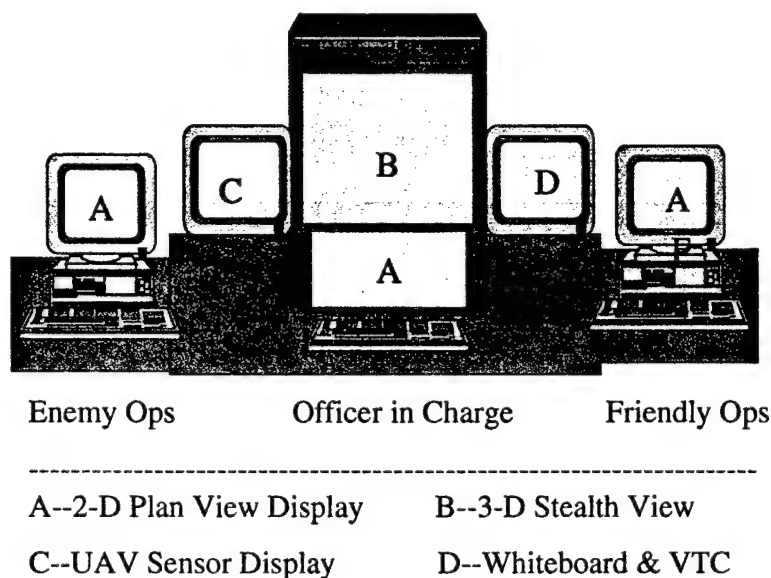 B
C
D
A
A
A
Enemy Ops Officer in Charge Friendly Ops
A--2-D Plan View Display B--3-D Stealth View
C--UAV Sensor Display D--Whiteboard & VTC